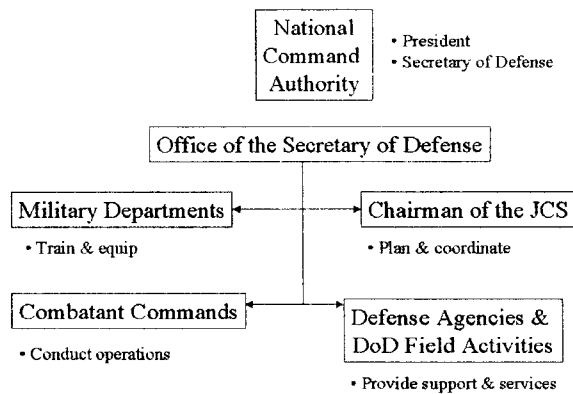 National
Command
Authority
• President
• Secretary of Defense
Office of the Secretary of Defense
Military Departments
Chairman of the JCS
• Train & equip
• Plan & coordinate
Combatant Commands
Defense Agencies &
DoD Field Activities
• Conduct operations
• Provide support & services